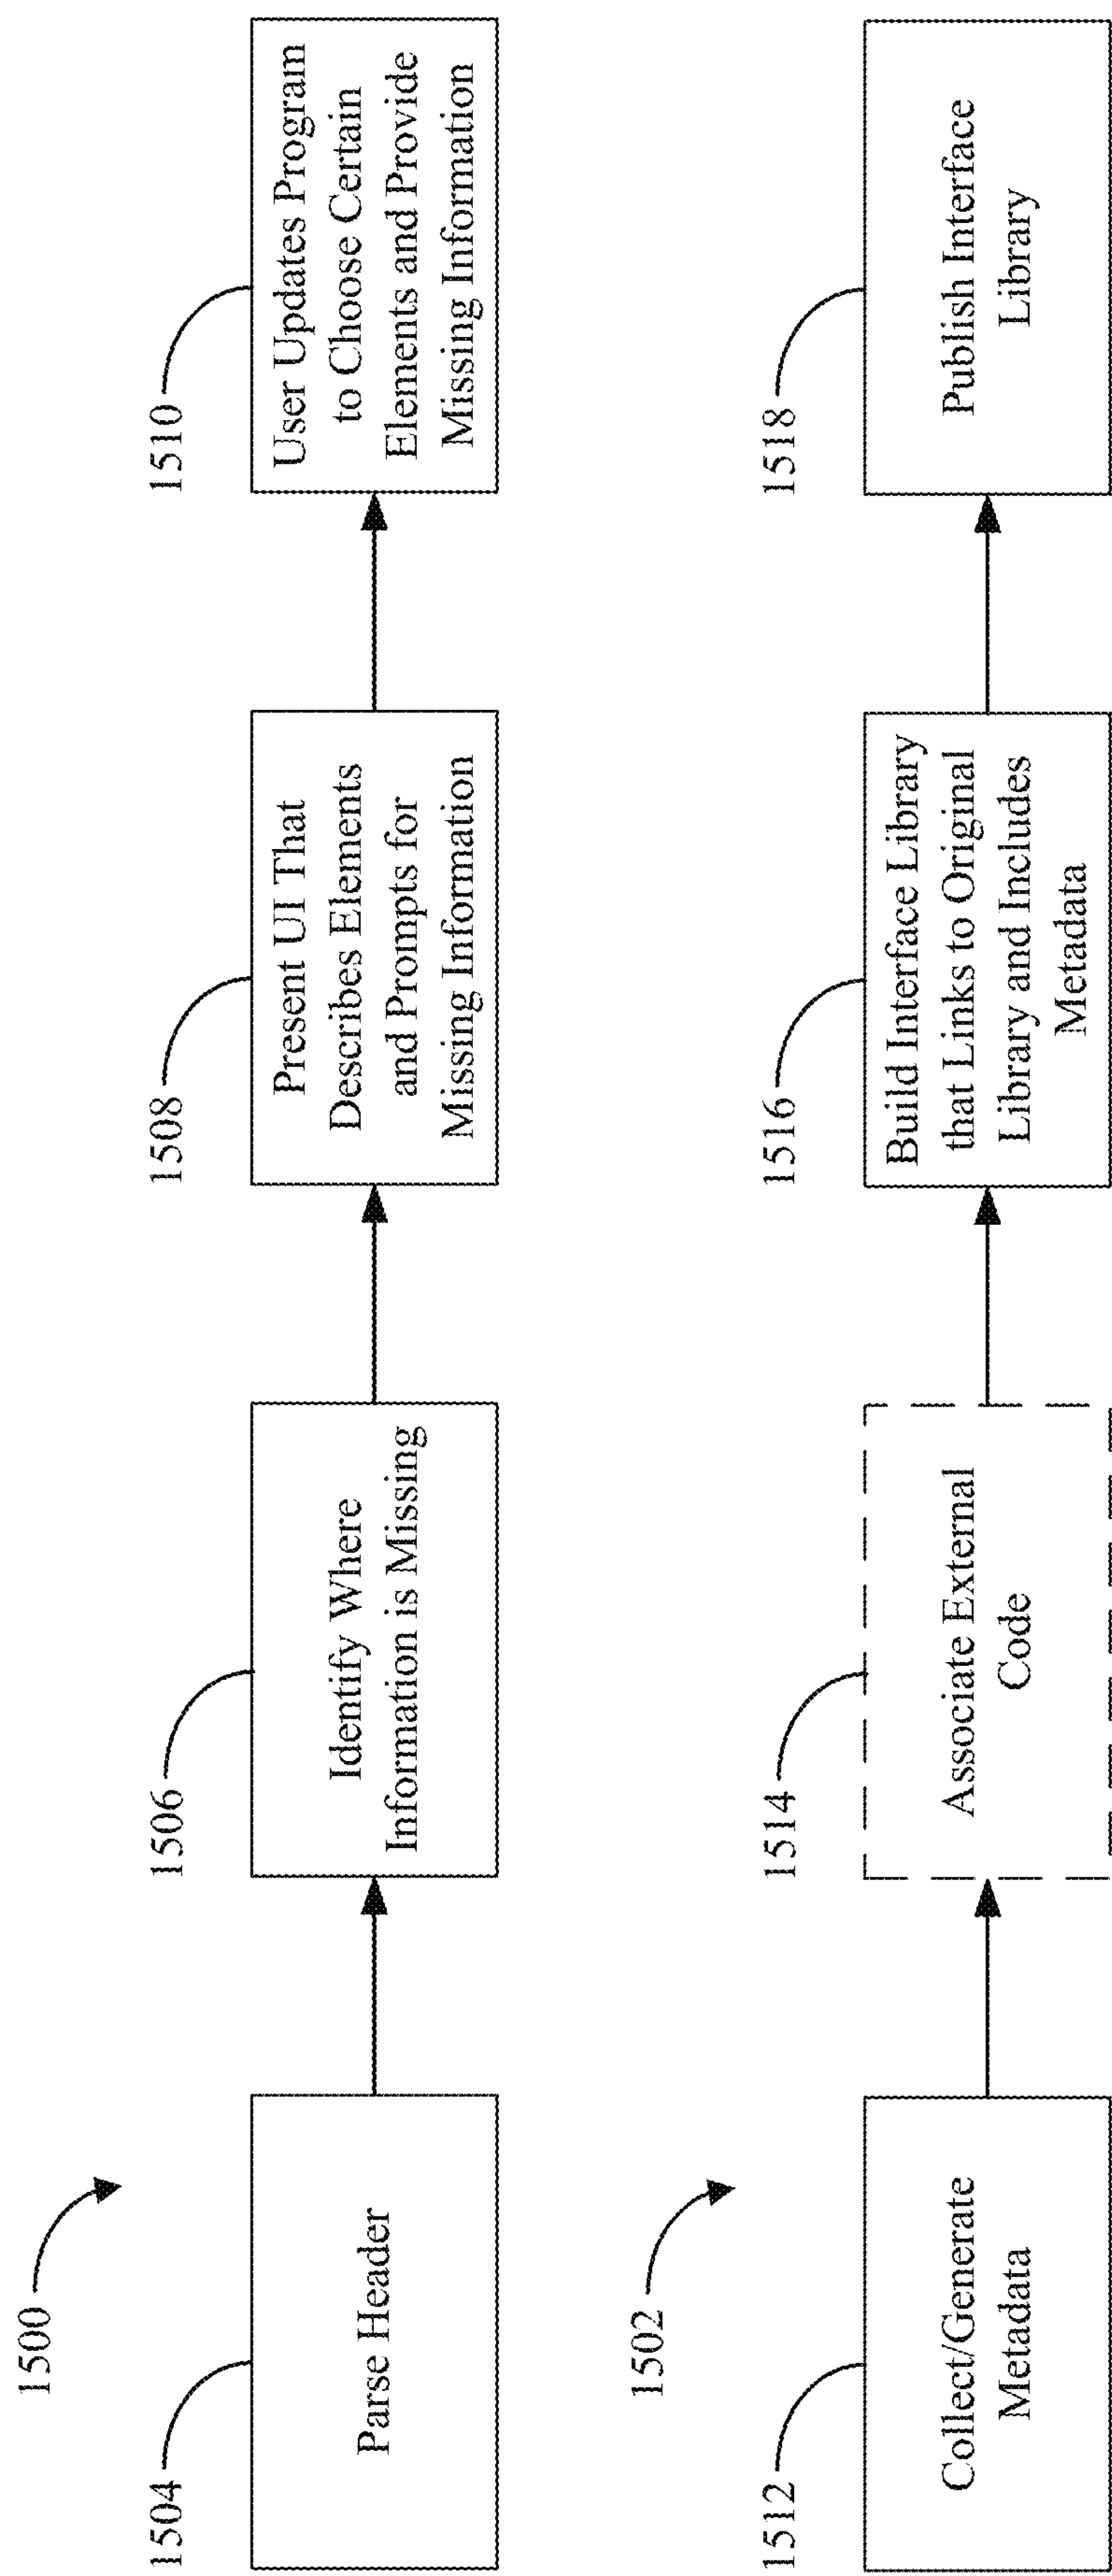 1500
1504
Parse Header
1506
Identify Where
Information is Missing
1508
Present UI That
Describes Elements
and Prompts for
Missing Information
1510
User Updates Program
to Choose Certain
Elements and Provide
Missing Information
1502
1512
Collect/Generate
Metadata
1514
Associate External
Code
1516
Build Interface Library
that Links to Original
Library and Includes
Metadata
1518
Publish Interface
Library